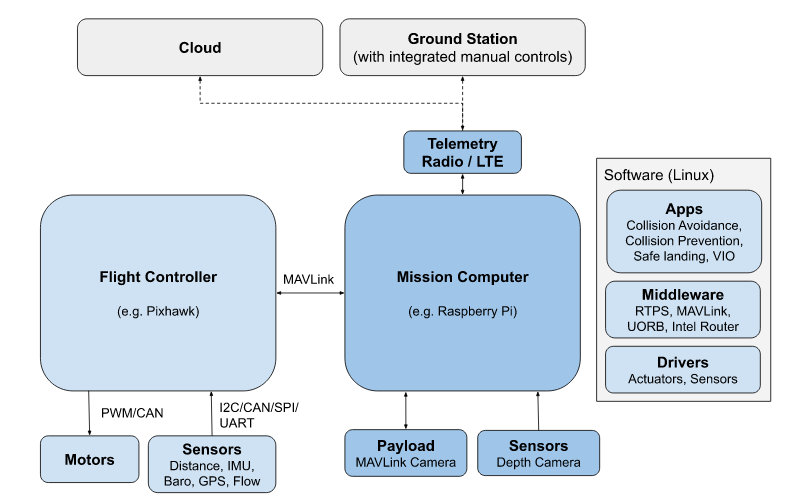 Cloud
Ground Station
(with integrated manual controls)
Telemetry
Radio / LTE
Software (Linux)
Apps
Collision Avoidance,
Collision Prevention,
Safe landing, VIO
Flight Controller
(e.g. Pixhawk)
MAVLink
Mission Computer
(e.g. Raspberry Pi)
Middleware
RTPS, MAVLink,
UORB, Intel Router
Drivers
Actuators, Sensors
PWM/CAN
I2C/CAN/SPI/
UART
Motors
Sensors
Distance, IMU,
Baro, GPS, Flow
Payload
MAVLink Camera
Sensors
Depth Camera